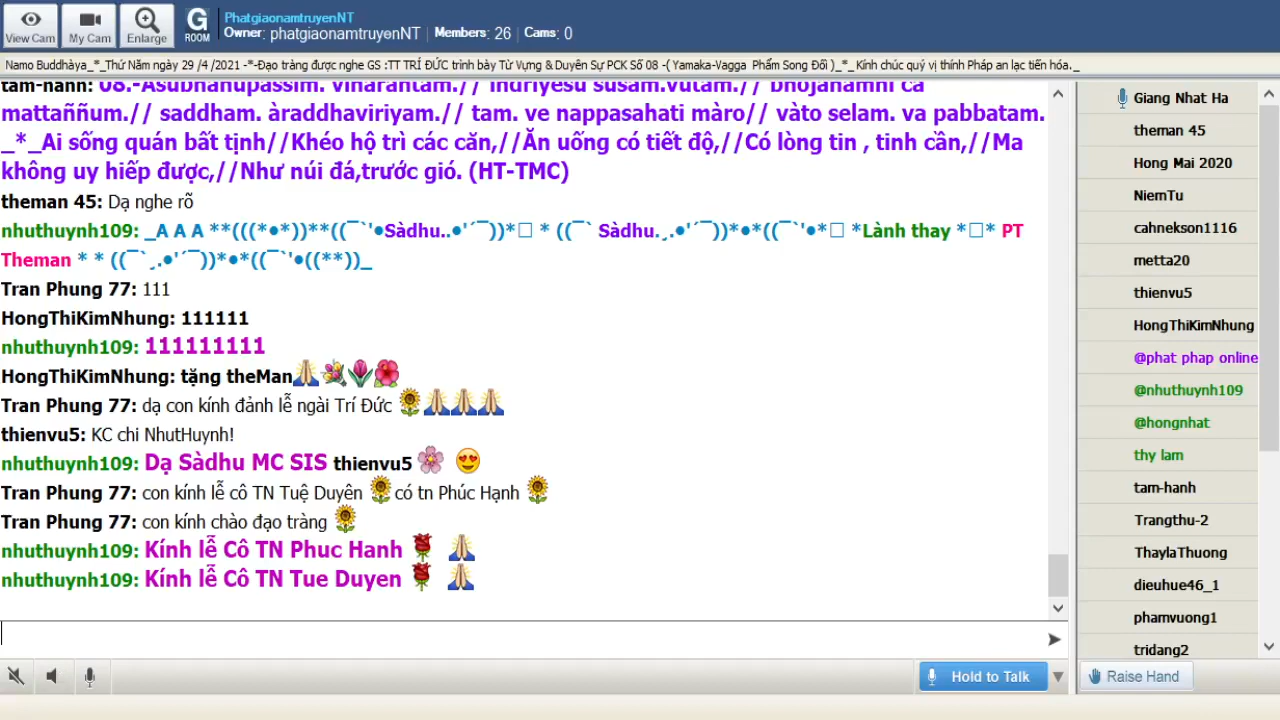 View Cam
My Cam
Enlarge
G
ROOM
PhatgiaonamtruyenNT
Owner: phatgiaonamtruyenNT | Members: 26 | Cams: 0
Namo Buddhàya_*_Thứ Năm ngày 29 /4 /2021 -*-Đạo tràng được nghe GS :TT TRÍ ĐỨC trình bày Từ Vựng & Duyên Sự PCK Số 08 -( Yamaka-Vagga Phẩm Song Đối )_*_ Kính chúc quý vị thính Pháp an lạc tiến hóa._
tam-hanh: 08.-Asubhànupassim. viharantam.// indriyesu susam.vutam.// bhojanamhi ca
mattaññum.// saddham. àraddhaviriyam.// tam. ve nappasahati màro// vàto selam. va pabbatam.
_*_Ai sống quán bất tịnh//Khéo hộ trì các căn,//Ăn uống có tiết độ,//Có lòng tin , tinh cần,//Ma
không uy hiếp được,//Như núi đá,trước gió. (HT-TMC)
theman 45: Dạ nghe rõ
nhuthuynh109: _A A A **(((*●*))**((¯`'●Sàdhu..●'´¯))*□ * ((¯` Sàdhu.¸.●'´¯))*●*((¯`'●*□ *Lành thay *□* PT
Theman * * ((¯`¸.●'´¯))*●*((¯`'●((**))_
Tran Phung 77: 111
HongThiKimNhung: 111111
nhuthuynh109: 111111111
HongThiKimNhung: tặng theMan🙏💐🌷🌺
Tran Phung 77: dạ con kính đảnh lễ ngài Trí Đức 🌻🙏🙏🙏
thienvu5: KC chi NhutHuynh!
nhuthuynh109: Dạ Sàdhu MC SIS thienvu5 🌸 😍
Tran Phung 77: con kính lễ cô TN Tuệ Duyên 🌻có tn Phúc Hạnh 🌻
Tran Phung 77: con kính chào đạo tràng 🌻
nhuthuynh109: Kính lễ Cô TN Phuc Hanh 🌹 🙏
nhuthuynh109: Kính lễ Cô TN Tue Duyen 🌹 🙏
Hold to Talk
Giang Nhat Ha
theman 45
Hong Mai 2020
NiemTu
cahnekson1116
metta20
thienvu5
HongThiKimNhung
@phat phap online
@nhuthuynh109
@hongnhat
thy lam
tam-hanh
Trangthu-2
ThaylaThuong
dieuhue46_1
phamvuong1
tridang2
Raise Hand